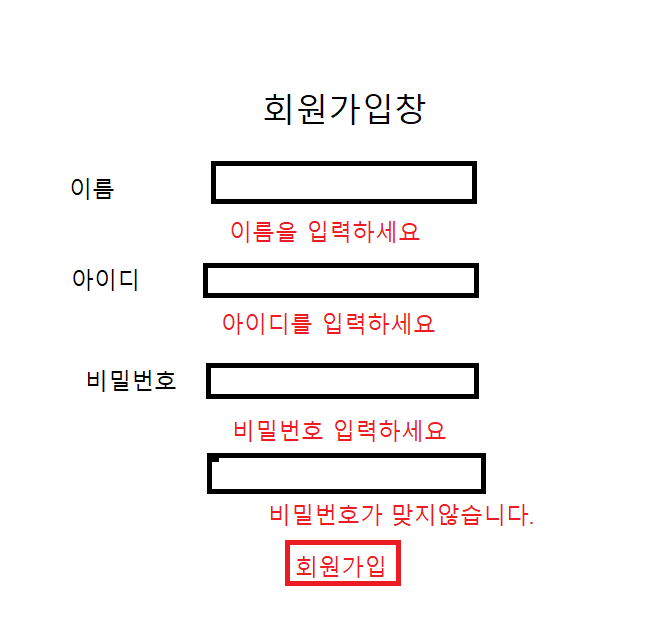 회원가입창
이름
이름을 입력하세요
아이디
아이디를 입력하세요
비밀번호
비밀번호 입력하세요
비밀번호가 맞지않습니다.
회원가입